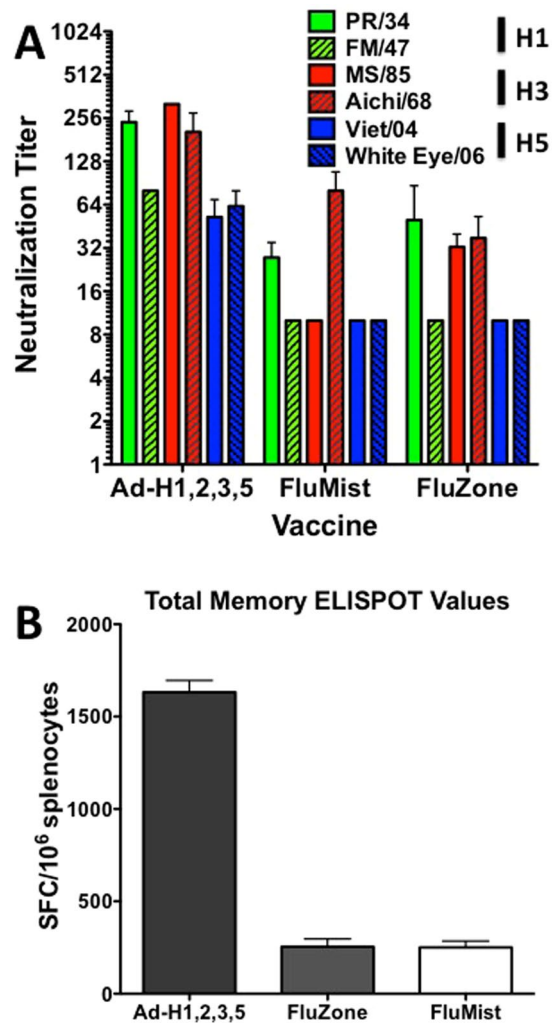 A
Neutralization Titer
1024
512
256
128
64
32
16
8
4
2
1
PR/34
FM/47
MS/85
Aichi/68
Viet/04
White Eye/06
H1
H3
H5
Ad-H1,2,3,5 FluMist FluZone
Vaccine
B
Total Memory ELISPOT Values
SFC/10⁶ splenocytes
2000
1500
1000
500
0
Ad-H1,2,3,5 FluZone FluMist